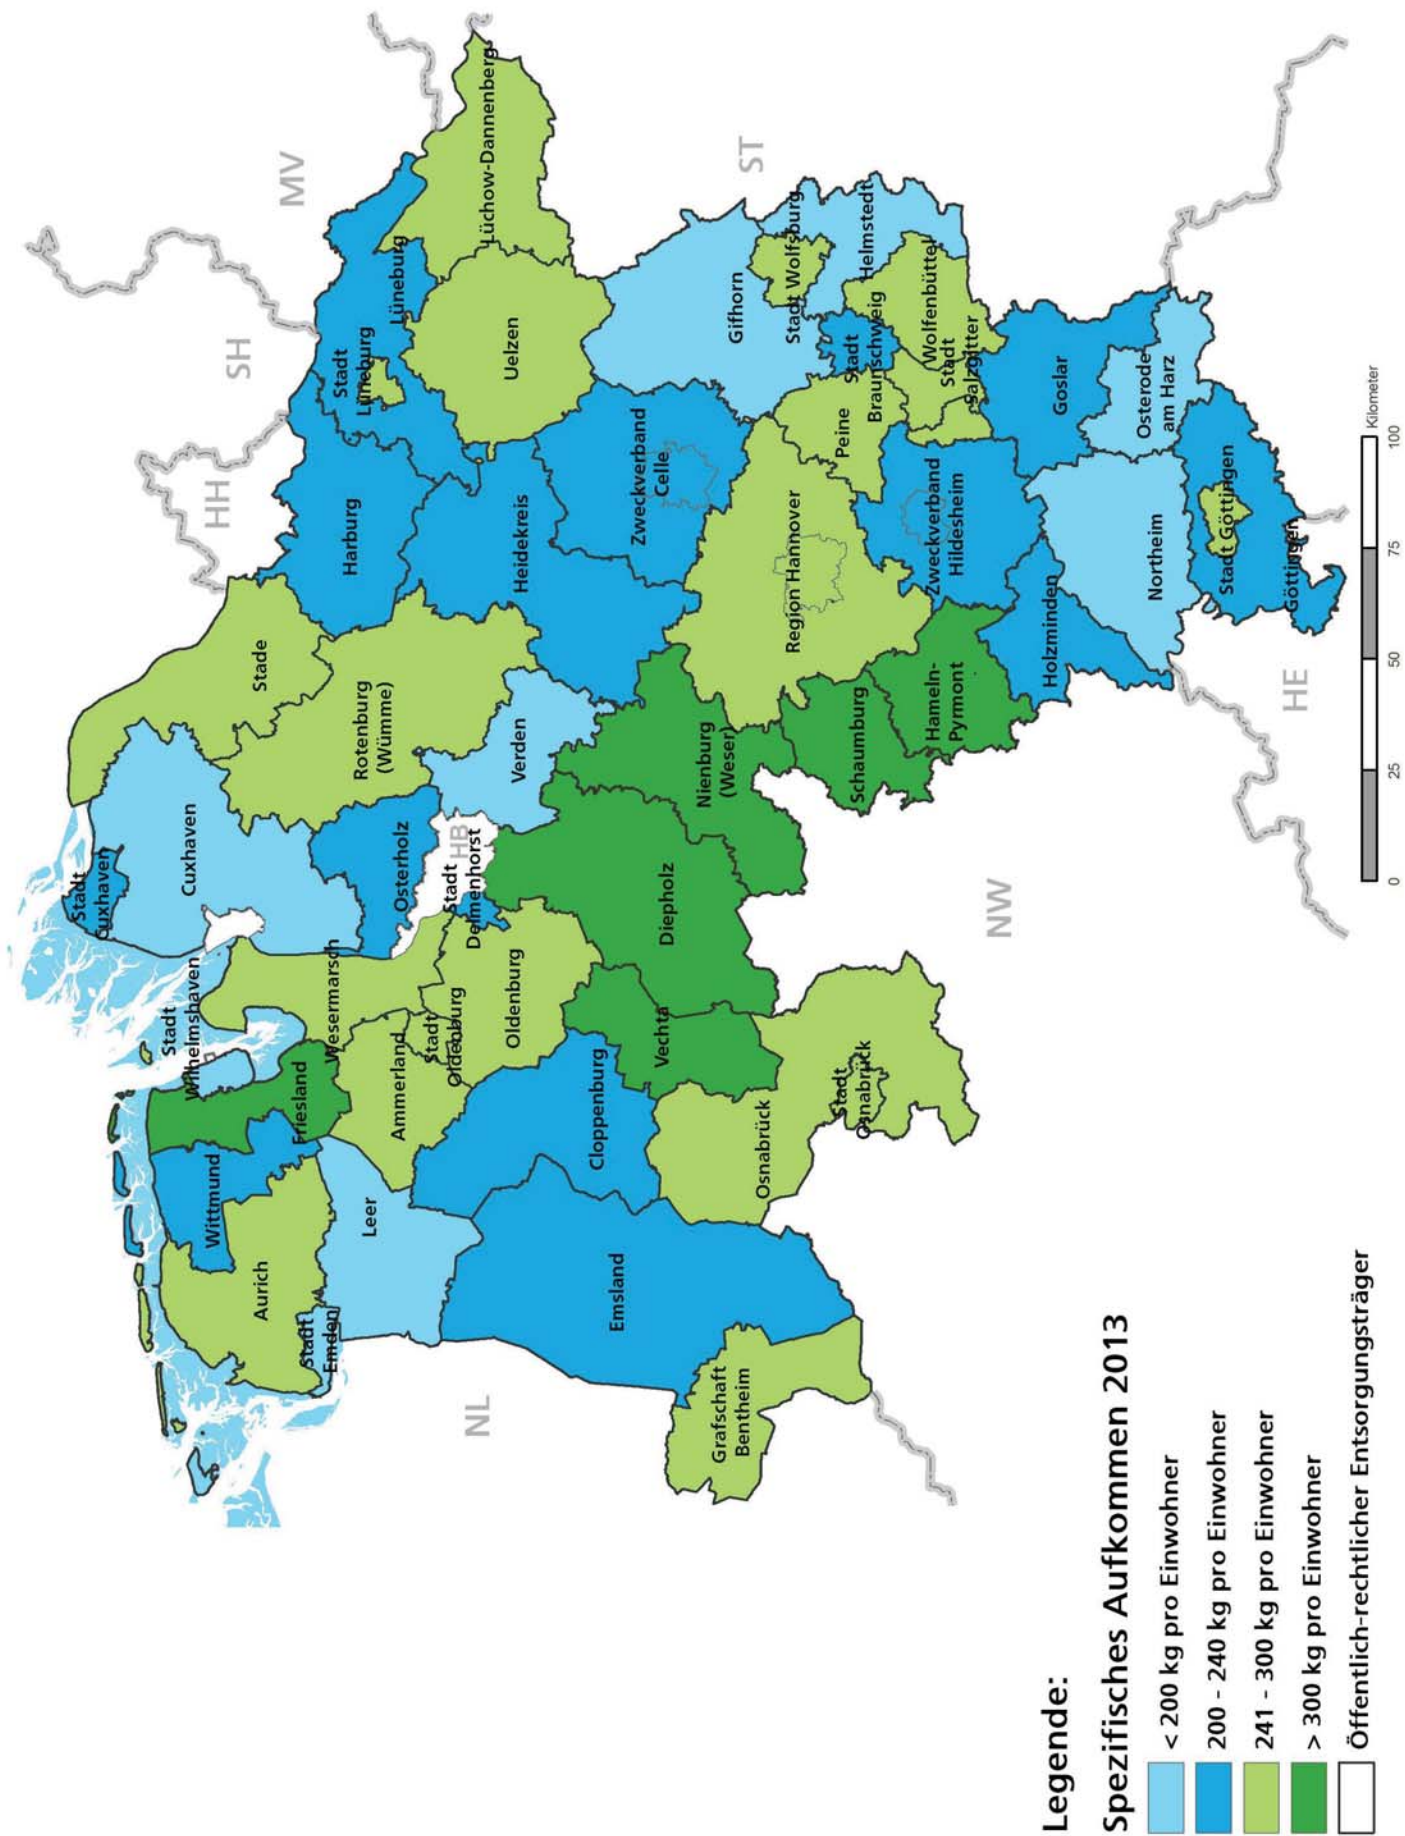 MV
SH
HH
ST
HB
NL
NW
HE
Stadt
Cuxhaven
Cuxhaven
Stade
Stadt
Wilhelmshaven
Wittmund
Friesland
Aurich
Stadt
Emden
Leer
Wesermarsch
Ammerland
Stadt
Oldenburg
Oldenburg
Osterholz
Stadt
Delmenhorst
Rotenburg
(Wümme)
Verden
Harburg
Stadt
Lüneburg
Lüneburg
Lüchow-Dannenberg
Uelzen
Heidekreis
Zweckverband
Celle
Gifhorn
Stadt Wolfsburg
Helmstedt
Stadt
Braunschweig
Wolfenbüttel
Stadt
Salzgitter
Peine
Region Hannover
Zweckverband
Hildesheim
Nienburg
(Weser)
Schaumburg
Hameln-
Pymont
Holzminden
Diepholz
Vechta
Cloppenburg
Emsland
Grafschaft
Bentheim
Osnabrück
Stadt
Osnabrück
Goslar
Osterode
am Harz
Northeim
Stadt Göttingen
Göttingen
Legende:
Spezifisches Aufkommen 2013
< 200 kg pro Einwohner
200 - 240 kg pro Einwohner
241 - 300 kg pro Einwohner
> 300 kg pro Einwohner
Öffentlich-rechtlicher Entsorgungsträger
0 25 50 75 100
Kilometer